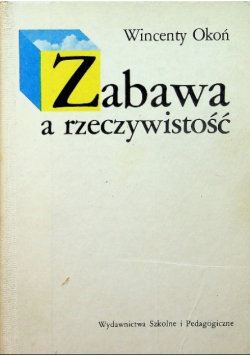 Wincenty Okoń
Zabawa
a rzeczywistość
Wydawnictwa Szkolne i Pedagogiczne